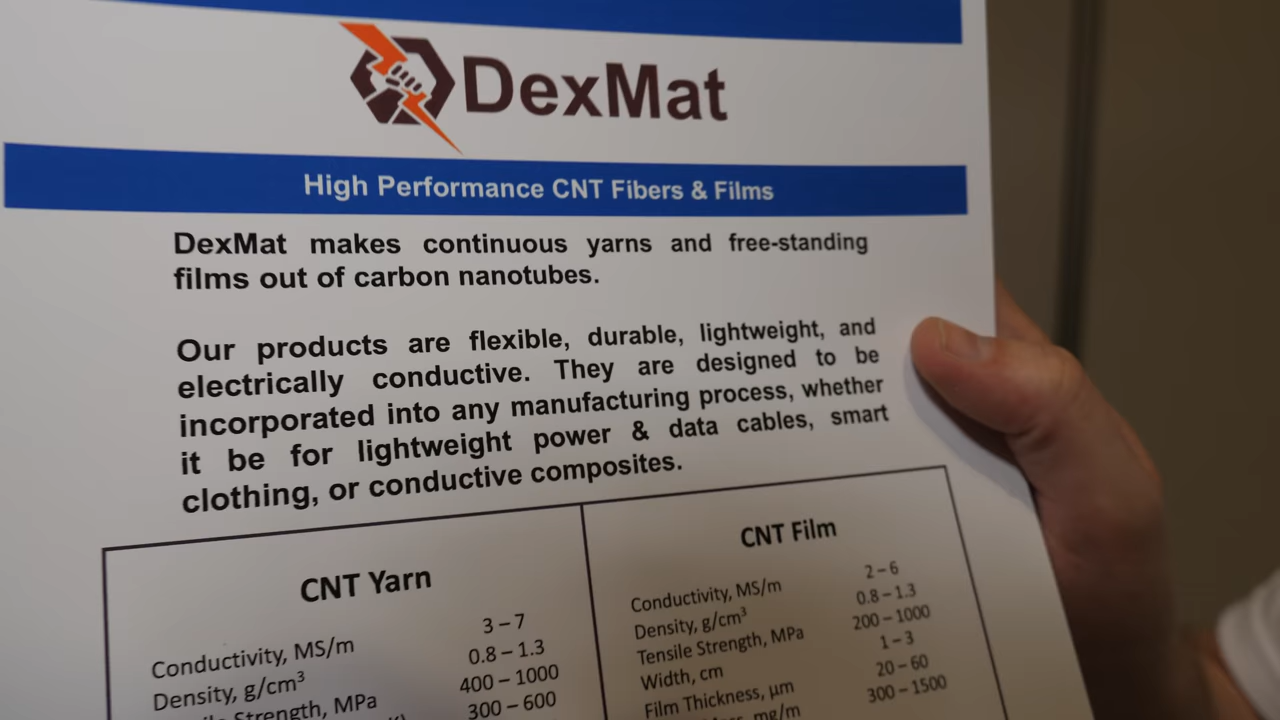 DexMat
High Performance CNT Fibers & Films
DexMat makes continuous yarns and free-standing
films out of carbon nanotubes.
Our products are flexible, durable, lightweight, and
electrically conductive. They are designed to be
incorporated into any manufacturing process, whether
it be for lightweight power & data cables, smart
clothing, or conductive composites.
CNT Yarn
Conductivity, MS/m 3 – 7
Density, g/cm³ 0.8 – 1.3
Strength, MPa 400 – 1000
300 – 600
CNT Film
Conductivity, MS/m 2 – 6
Density, g/cm³ 0.8 – 1.3
Tensile Strength, MPa 200 – 1000
Width, cm 1 – 3
Film Thickness, μm 20 – 60
mg/m 300 – 1500